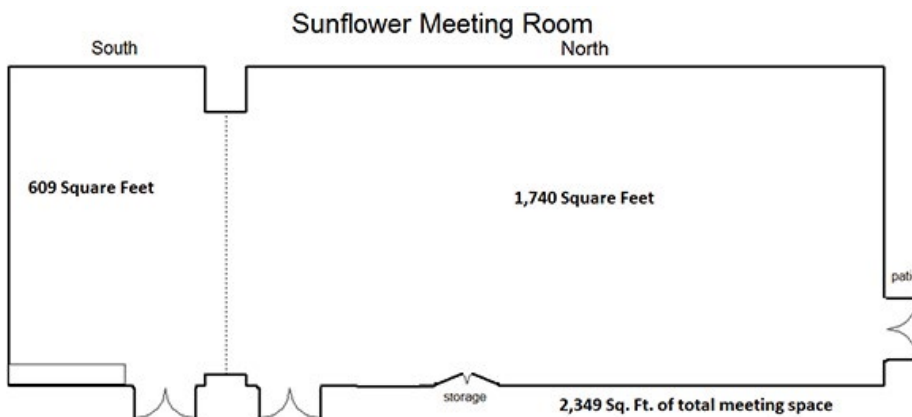 Sunflower Meeting Room
South
North
609 Square Feet
1,740 Square Feet
pati
storage
2,349 Sq. Ft. of total meeting space